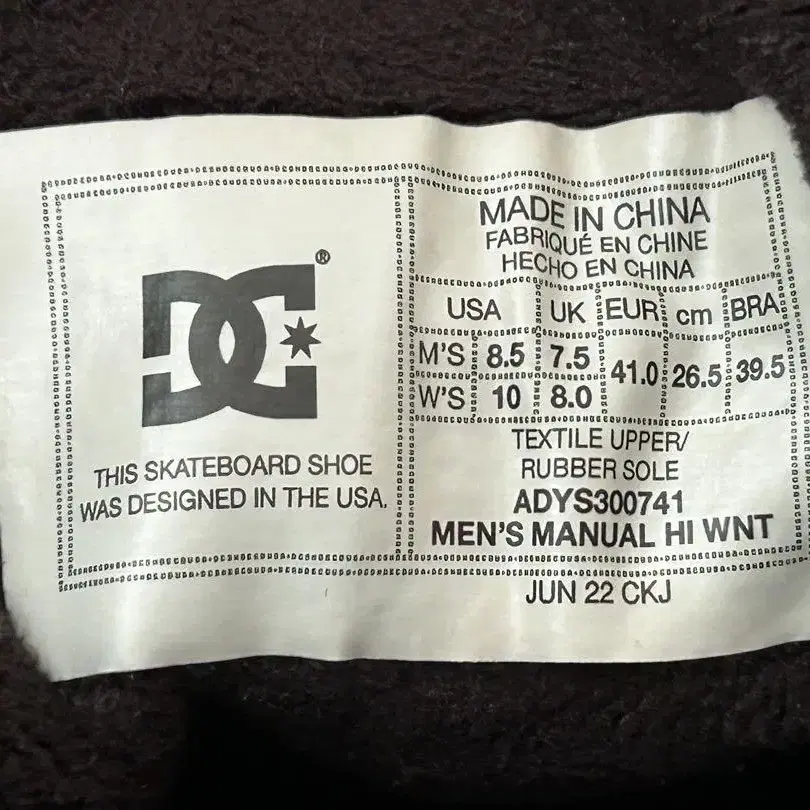 DC®
THIS SKATEBOARD SHOE
WAS DESIGNED IN THE USA.
MADE IN CHINA
FABRIQUÉ EN CHINE
HECHO EN CHINA
USA UK EUR cm BRA
M'S 8.5 7.5 41.0 26.5 39.5
W'S 10 8.0
TEXTILE UPPER/
RUBBER SOLE
ADYS300741
MEN'S MANUAL HI WNT
JUN 22 CKJ